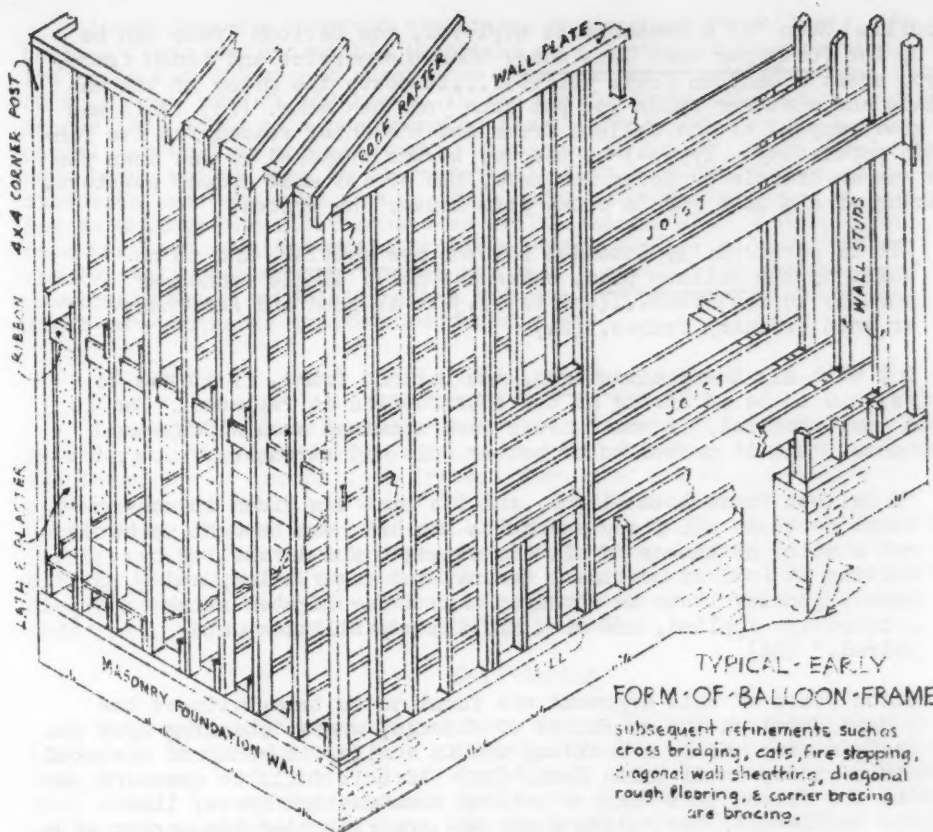 4X4 CORNER POST
RIBBON
LATH & PLASTER
ROOF RAFTER
WALL PLATE
JOIST
WALL STUDS
JOIST
SILL
MASONRY FOUNDATION WALL
TYPICAL - EARLY
FORM · OF · BALLOON - FRAME
subsequent refinements, such as
cross bridging, cats, fire stopping,
diagonal wall sheathing, diagonal
rough flooring, & corner bracing
are bracing.